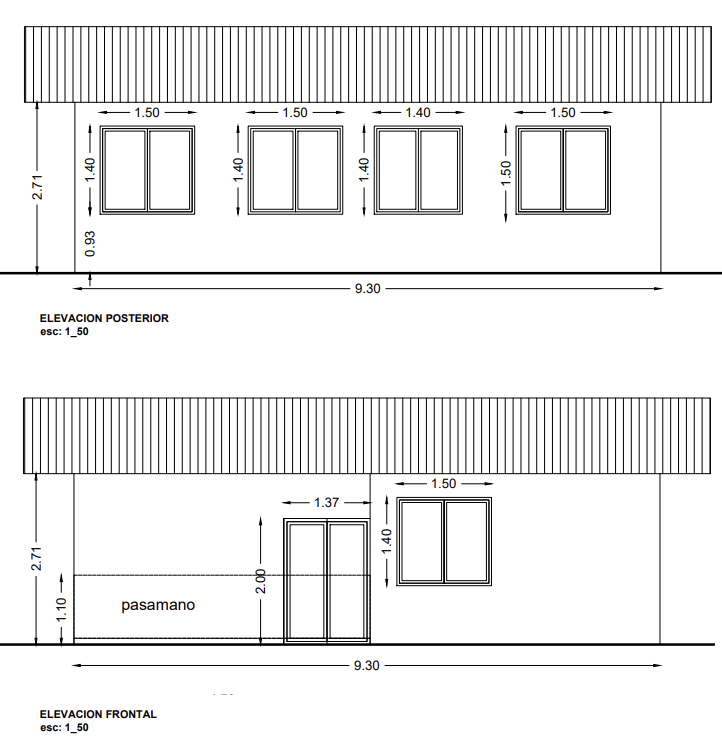 1.50 1.50 1.40 1.50
2.71 1.40 1.40 1.40 1.50
0.93
9.30
ELEVACION POSTERIOR
esc: 1_50
1.50
1.37
2.71 1.40
2.00
1.10 pasamano
9.30
ELEVACION FRONTAL
esc: 1_50